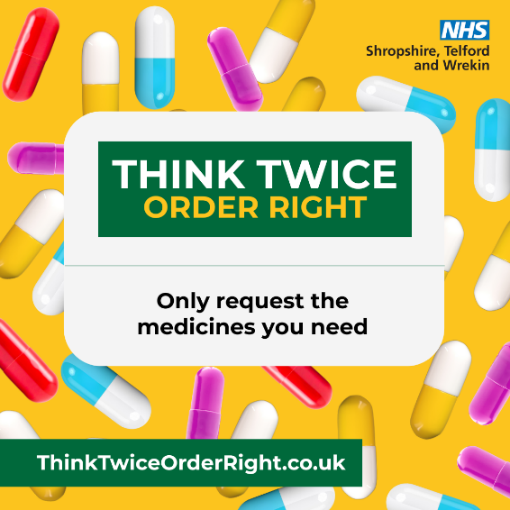 NHS
Shropshire, Telford
and Wrekin
THINK TWICE
ORDER RIGHT
Only request the
medicines you need
ThinkTwiceOrderRight.co.uk